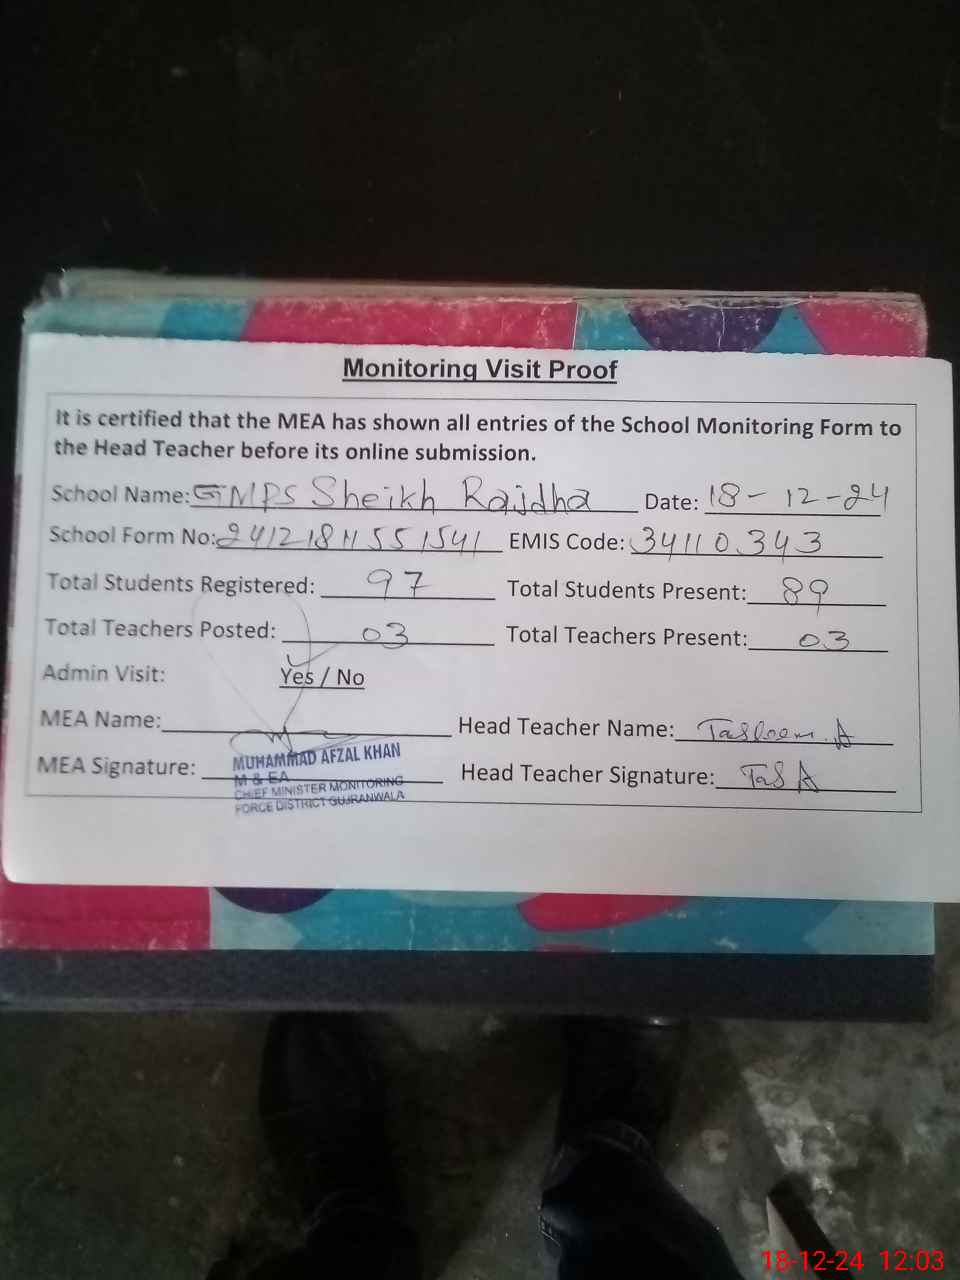 Monitoring Visit Proof
It is certified that the MEA has shown all entries of the School Monitoring Form to
the Head Teacher before its online submission.
School Name: GMPS Sheikh Rajdha Date: 18-12-24
School Form No: 24121811551541 EMIS Code: 34110343
Total Students Registered: 97 Total Students Present: 89
Total Teachers Posted: 03 Total Teachers Present: 03
Admin Visit: Yes / No
MEA Name: Head Teacher Name: Tasleem. A
MUHAMMAD AFZAL KHAN
MEA Signature: Head Teacher Signature: Tas A
M & EA
CHIEF MINISTER MONITORING
FORCE DISTRICT GUJRANWALA
18-12-24 12:03